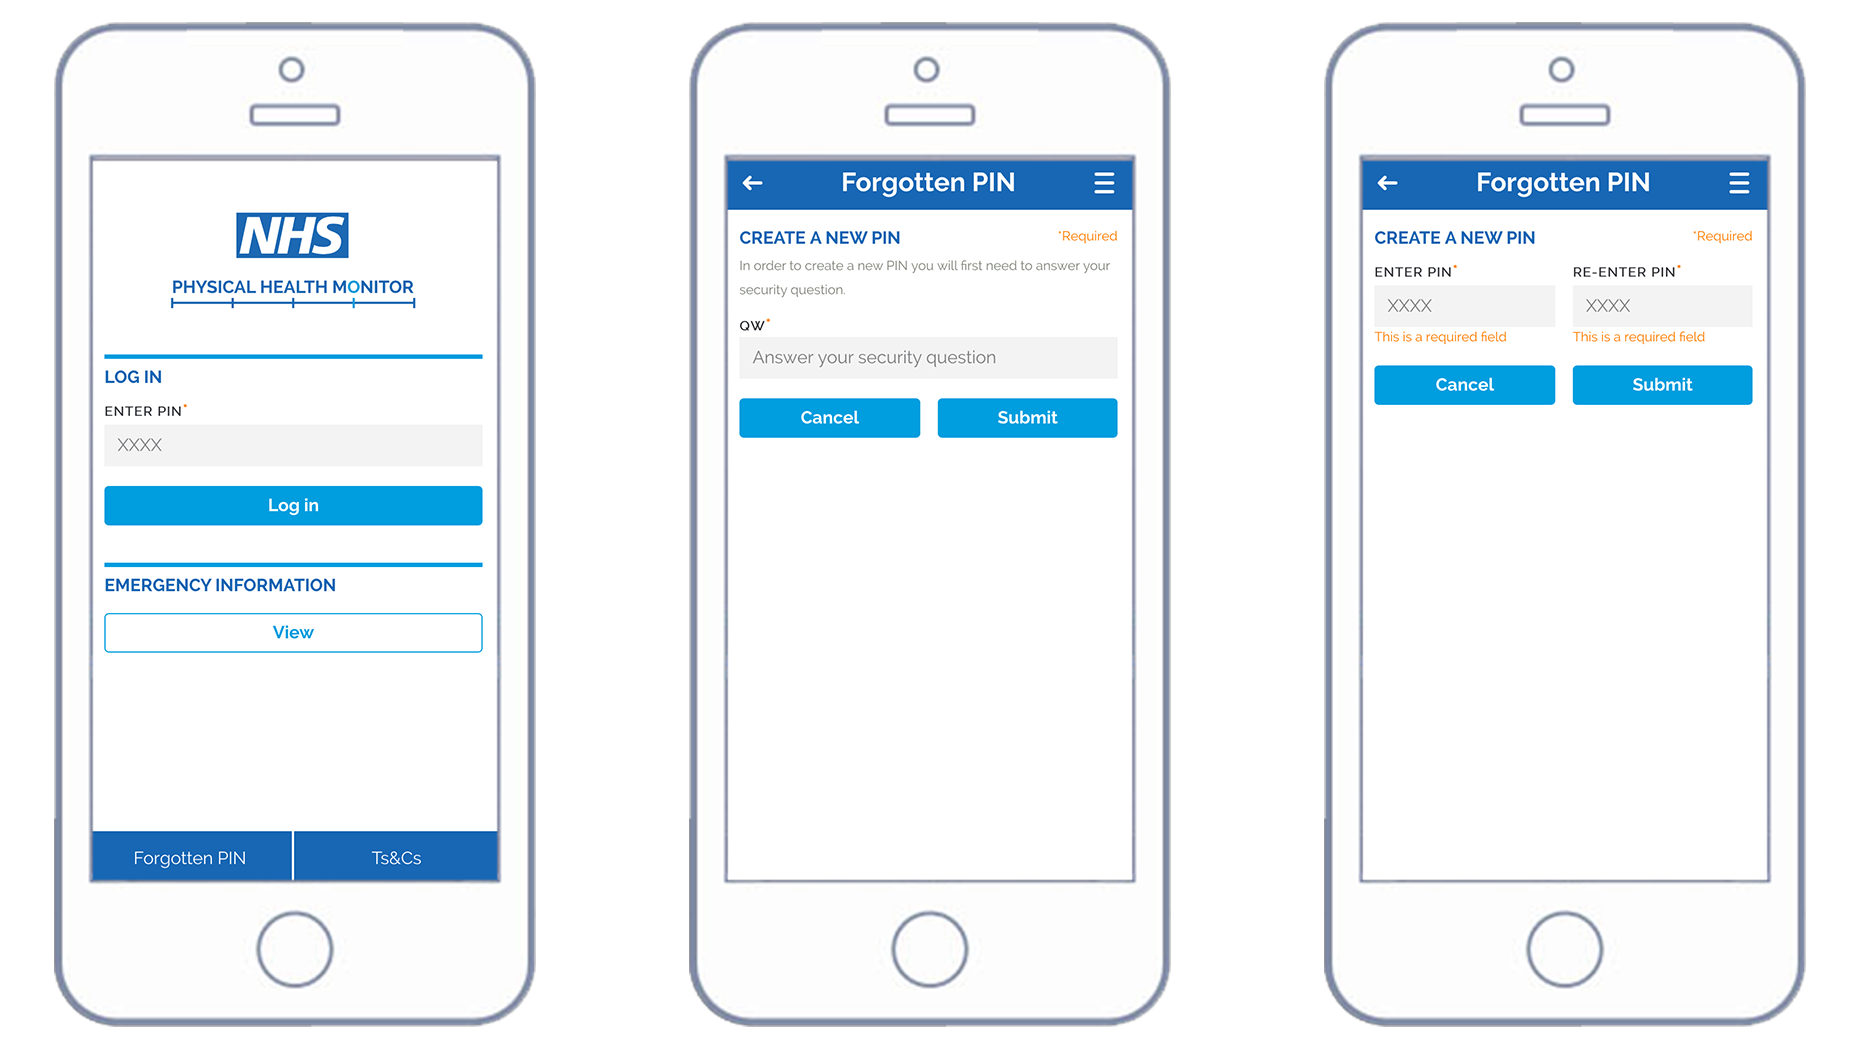 NHS
PHYSICAL HEALTH MONITOR
LOG IN
ENTER PIN*
XXXX
Log in
EMERGENCY INFORMATION
View
Forgotten PIN
Ts&Cs
Forgotten PIN
CREATE A NEW PIN
*Required
In order to create a new PIN you will first need to answer your
security question.
QW*
Answer your security question
Cancel
Submit
Forgotten PIN
CREATE A NEW PIN
*Required
ENTER PIN*
RE-ENTER PIN*
XXXX
XXXX
This is a required field
This is a required field
Cancel
Submit